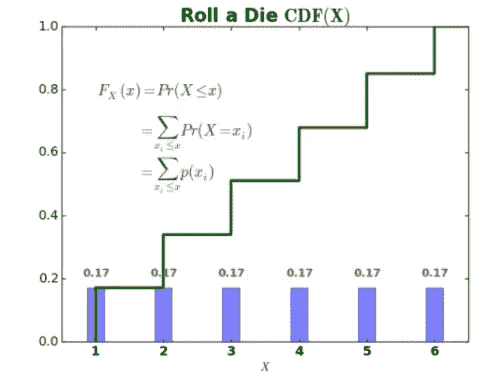 Roll a Die CDF(X)
1.0
0.8
0.6
0.4
0.2
0.0
F_X(x)=Pr(X≤x)
=∑_{x_i≤x} Pr(X=x_i)
=∑_{x_i≤x} p(x_i)
0.17 0.17 0.17 0.17 0.17 0.17
1 2 3 4 5 6
X